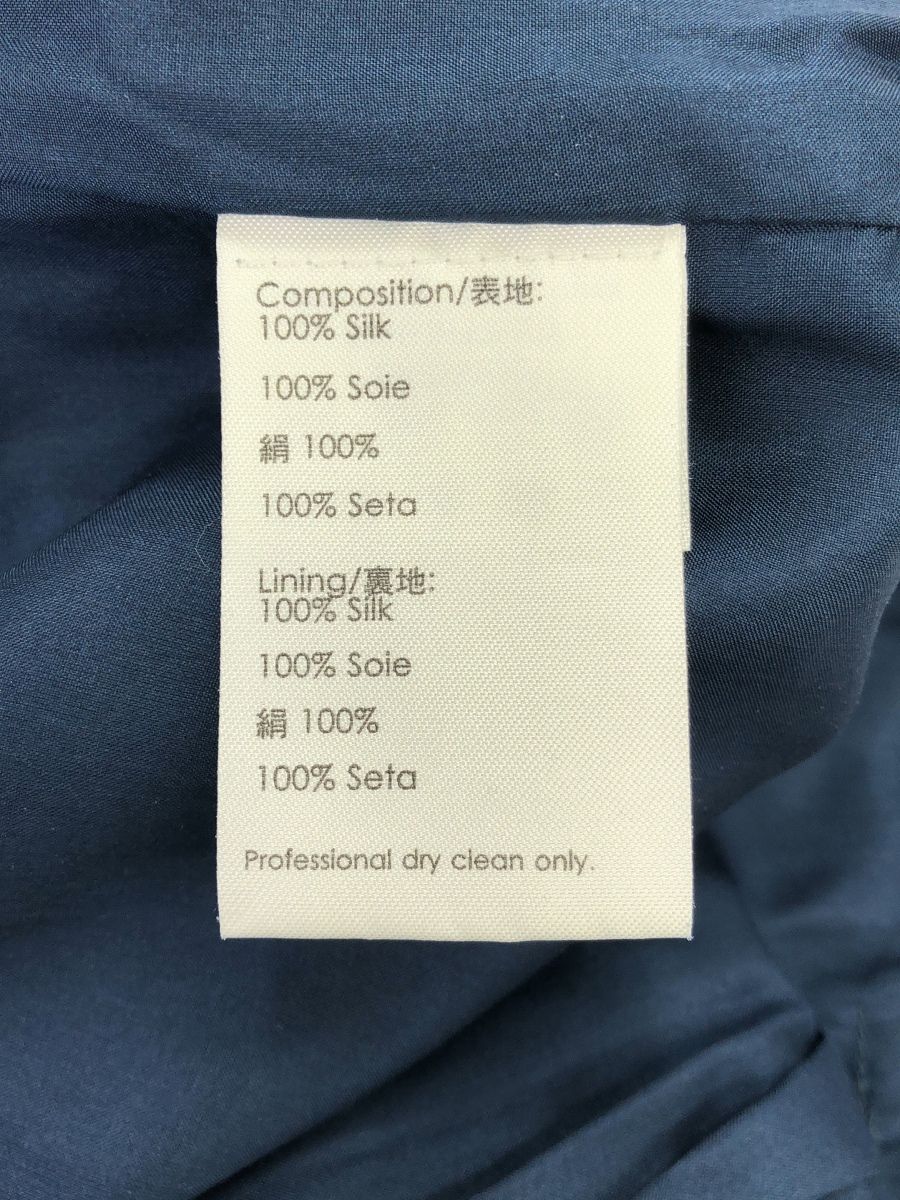 Composition/表地:
100% Silk
100% Soie
絹 100%
100% Seta
Lining/裏地:
100% Silk
100% Soie
絹 100%
100% Seta
Professional dry clean only.